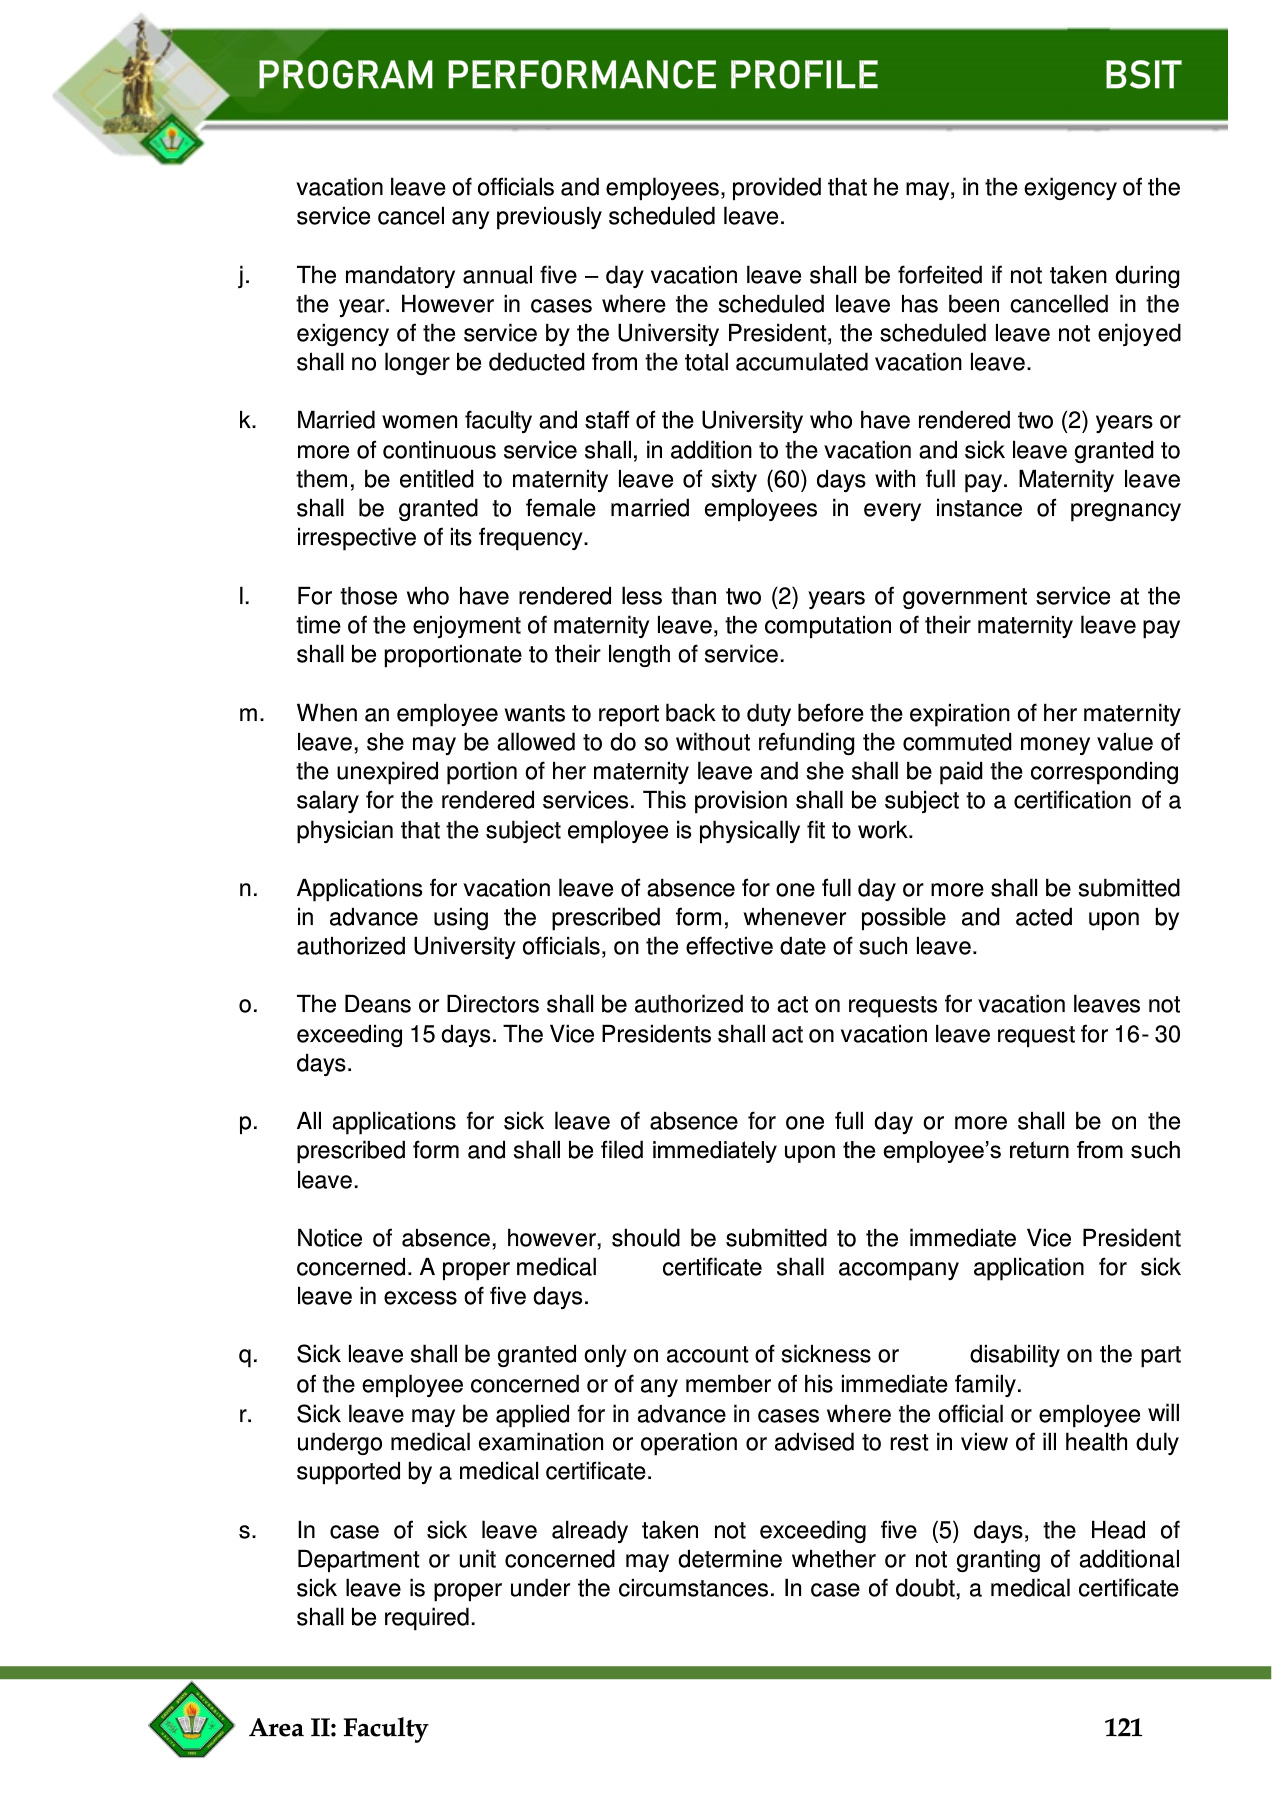 PROGRAM PERFORMANCE PROFILE BSIT
vacation leave of officials and employees, provided that he may, in the exigency of the
service cancel any previously scheduled leave.
j. The mandatory annual five – day vacation leave shall be forfeited if not taken during
the year. However in cases where the scheduled leave has been cancelled in the
exigency of the service by the University President, the scheduled leave not enjoyed
shall no longer be deducted from the total accumulated vacation leave.
k. Married women faculty and staff of the University who have rendered two (2) years or
more of continuous service shall, in addition to the vacation and sick leave granted to
them, be entitled to maternity leave of sixty (60) days with full pay. Maternity leave
shall be granted to female married employees in every instance of pregnancy
irrespective of its frequency.
l. For those who have rendered less than two (2) years of government service at the
time of the enjoyment of maternity leave, the computation of their maternity leave pay
shall be proportionate to their length of service.
m. When an employee wants to report back to duty before the expiration of her maternity
leave, she may be allowed to do so without refunding the commuted money value of
the unexpired portion of her maternity leave and she shall be paid the corresponding
salary for the rendered services. This provision shall be subject to a certification of a
physician that the subject employee is physically fit to work.
n. Applications for vacation leave of absence for one full day or more shall be submitted
in advance using the prescribed form, whenever possible and acted upon by
authorized University officials, on the effective date of such leave.
o. The Deans or Directors shall be authorized to act on requests for vacation leaves not
exceeding 15 days. The Vice Presidents shall act on vacation leave request for 16- 30
days.
p. All applications for sick leave of absence for one full day or more shall be on the
prescribed form and shall be filed immediately upon the employee’s return from such
leave.
Notice of absence, however, should be submitted to the immediate Vice President
concerned. A proper medical certificate shall accompany application for sick
leave in excess of five days.
q. Sick leave shall be granted only on account of sickness or disability on the part
of the employee concerned or of any member of his immediate family.
r. Sick leave may be applied for in advance in cases where the official or employee will
undergo medical examination or operation or advised to rest in view of ill health duly
supported by a medical certificate.
s. In case of sick leave already taken not exceeding five (5) days, the Head of
Department or unit concerned may determine whether or not granting of additional
sick leave is proper under the circumstances. In case of doubt, a medical certificate
shall be required.
Area II: Faculty 121